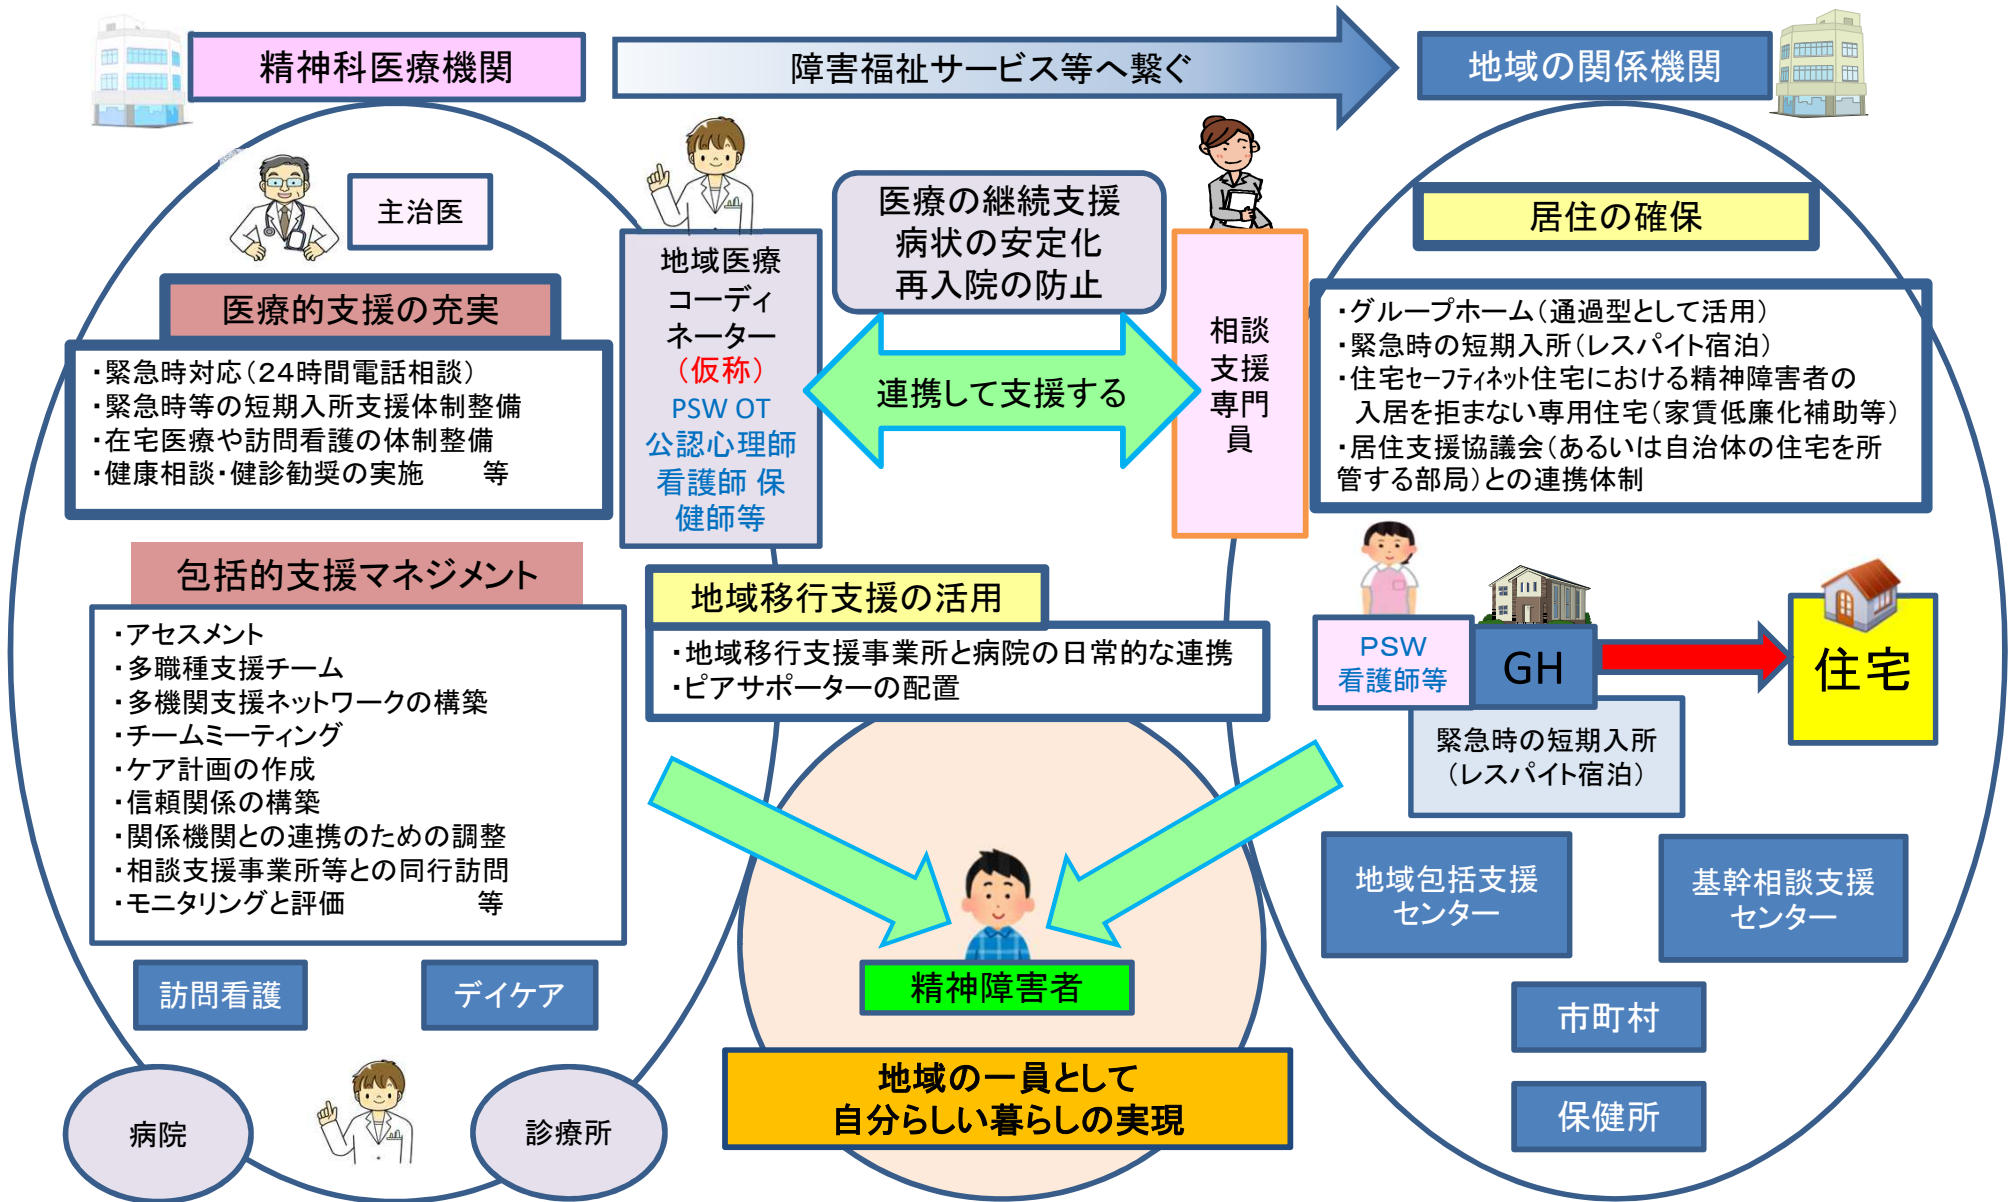 精神科医療機関
障害福祉サービス等へ繋ぐ
地域の関係機関
主治医
医療的支援の充実
・緊急時対応（24時間電話相談）
・緊急時等の短期入所支援体制整備
・在宅医療や訪問看護の体制整備
・健康相談・健診勧奨の実施　　等
包括的支援マネジメント
・アセスメント
・多職種支援チーム
・多機関支援ネットワークの構築
・チームミーティング
・ケア計画の作成
・信頼関係の構築
・関係機関との連携のための調整
・相談支援事業所等との同行訪問
・モニタリングと評価　　　　　等
訪問看護
デイケア
病院
診療所
地域医療
コーディ
ネーター
（仮称）
PSW OT
公認心理師
看護師 保
健師等
医療の継続支援
病状の安定化
再入院の防止
連携して支援する
相談
支援
専門
員
地域移行支援の活用
・地域移行支援事業所と病院の日常的な連携
・ピアサポーターの配置
精神障害者
地域の一員として
自分らしい暮らしの実現
居住の確保
・グループホーム（通過型として活用）
・緊急時の短期入所（レスパイト宿泊）
・住宅セーフティネット住宅における精神障害者の
入居を拒まない専用住宅（家賃低廉化補助等）
・居住支援協議会（あるいは自治体の住宅を所
管する部局）との連携体制
PSW
看護師等
GH
住宅
緊急時の短期入所
（レスパイト宿泊）
地域包括支援
センター
基幹相談支援
センター
市町村
保健所